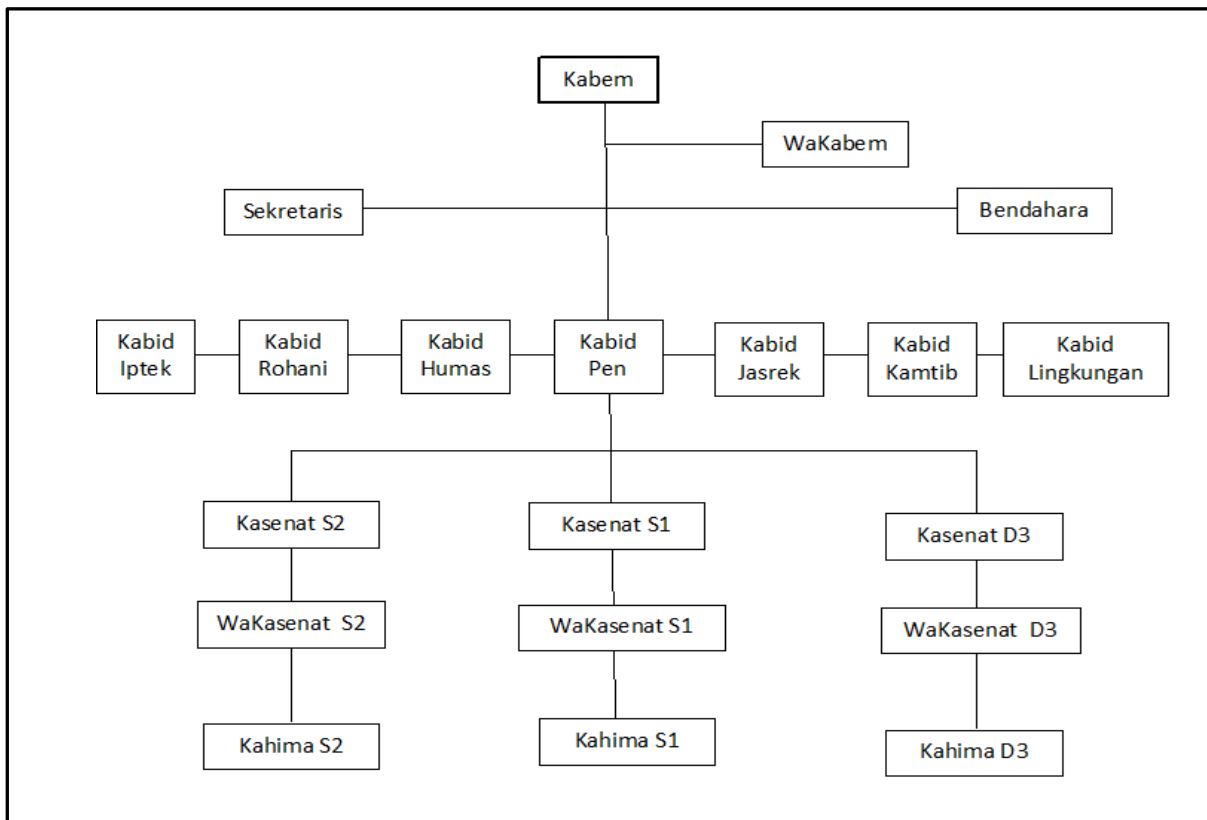 Kabem
WaKabem
Sekretaris
Bendahara
Kabid
Iptek
Kabid
Rohani
Kabid
Humas
Kabid
Pen
Kabid
Jasrek
Kabid
Kamtib
Kabid
Lingkungan
Kasenat S2
Kasenat S1
Kasenat D3
WaKasenat  S2
WaKasenat S1
WaKasenat  D3
Kahima S2
Kahima S1
Kahima D3